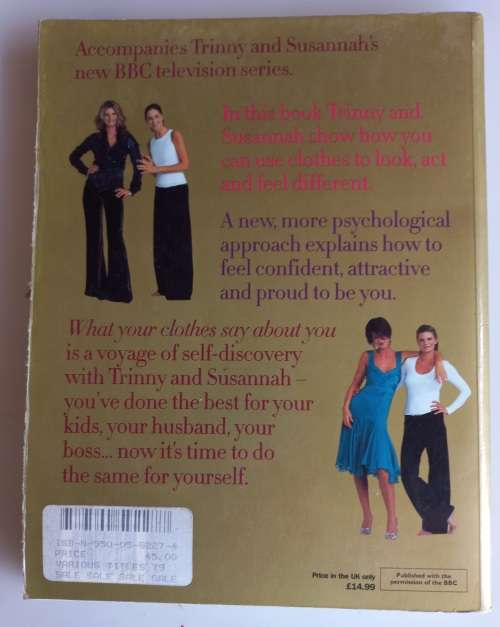 Accompanies Trinny and Susannah's
new BBC television series.
In this book Trinny and
Susannah show how you
can use clothes to look, act
and feel different.
A new, more psychological
approach explains how to
feel confident, attractive
and proud to be you.
What your clothes say about you
is a voyage of self-discovery
with Trinny and Susannah –
you've done the best for your
kids, your husband, your
boss... now it's time to do
the same for yourself.
PRICE 45.00
VARIOUS TITLES
SALE SALE SALE SALE
Price in the UK only
£14.99
Published with the
permission of the BBC